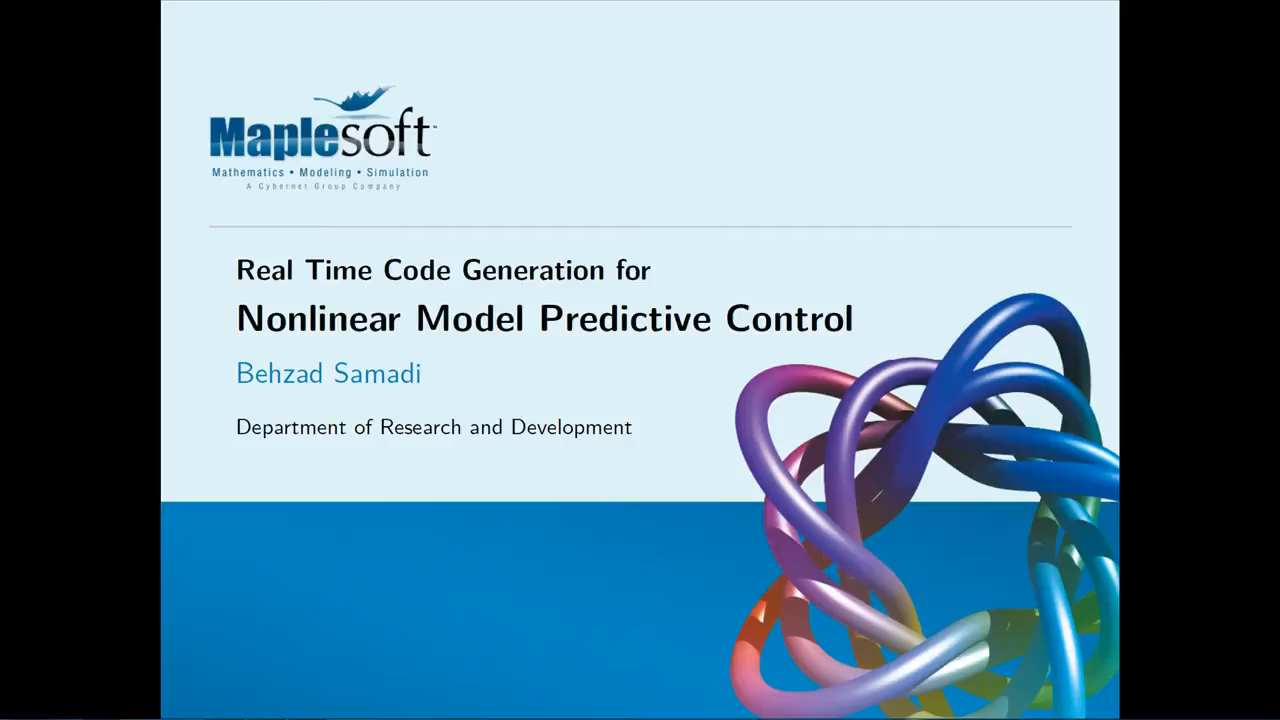 Maplesoft™
Mathematics • Modeling • Simulation
A Cybernet Group Company
Real Time Code Generation for
Nonlinear Model Predictive Control
Behzad Samadi
Department of Research and Development